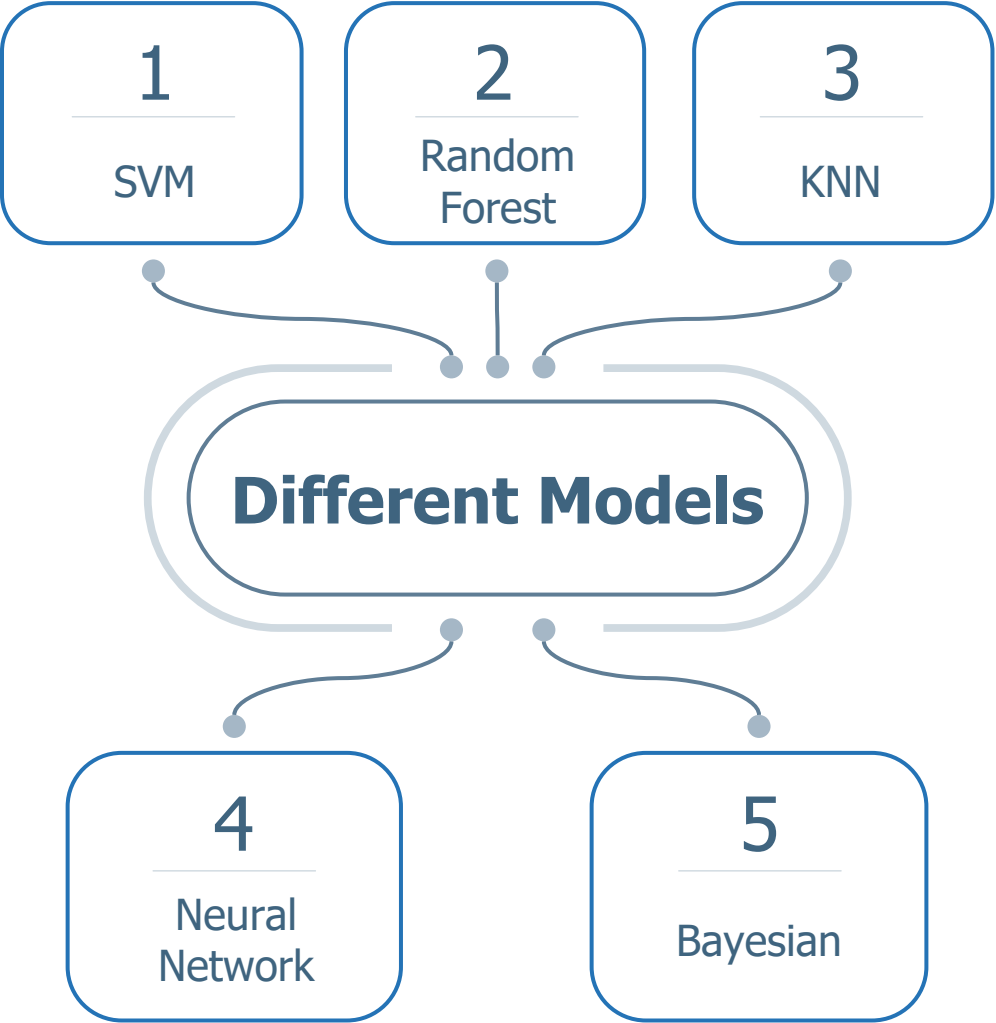 1
SVM
2
Random
Forest
3
KNN
Different Models
4
Neural
Network
5
Bayesian